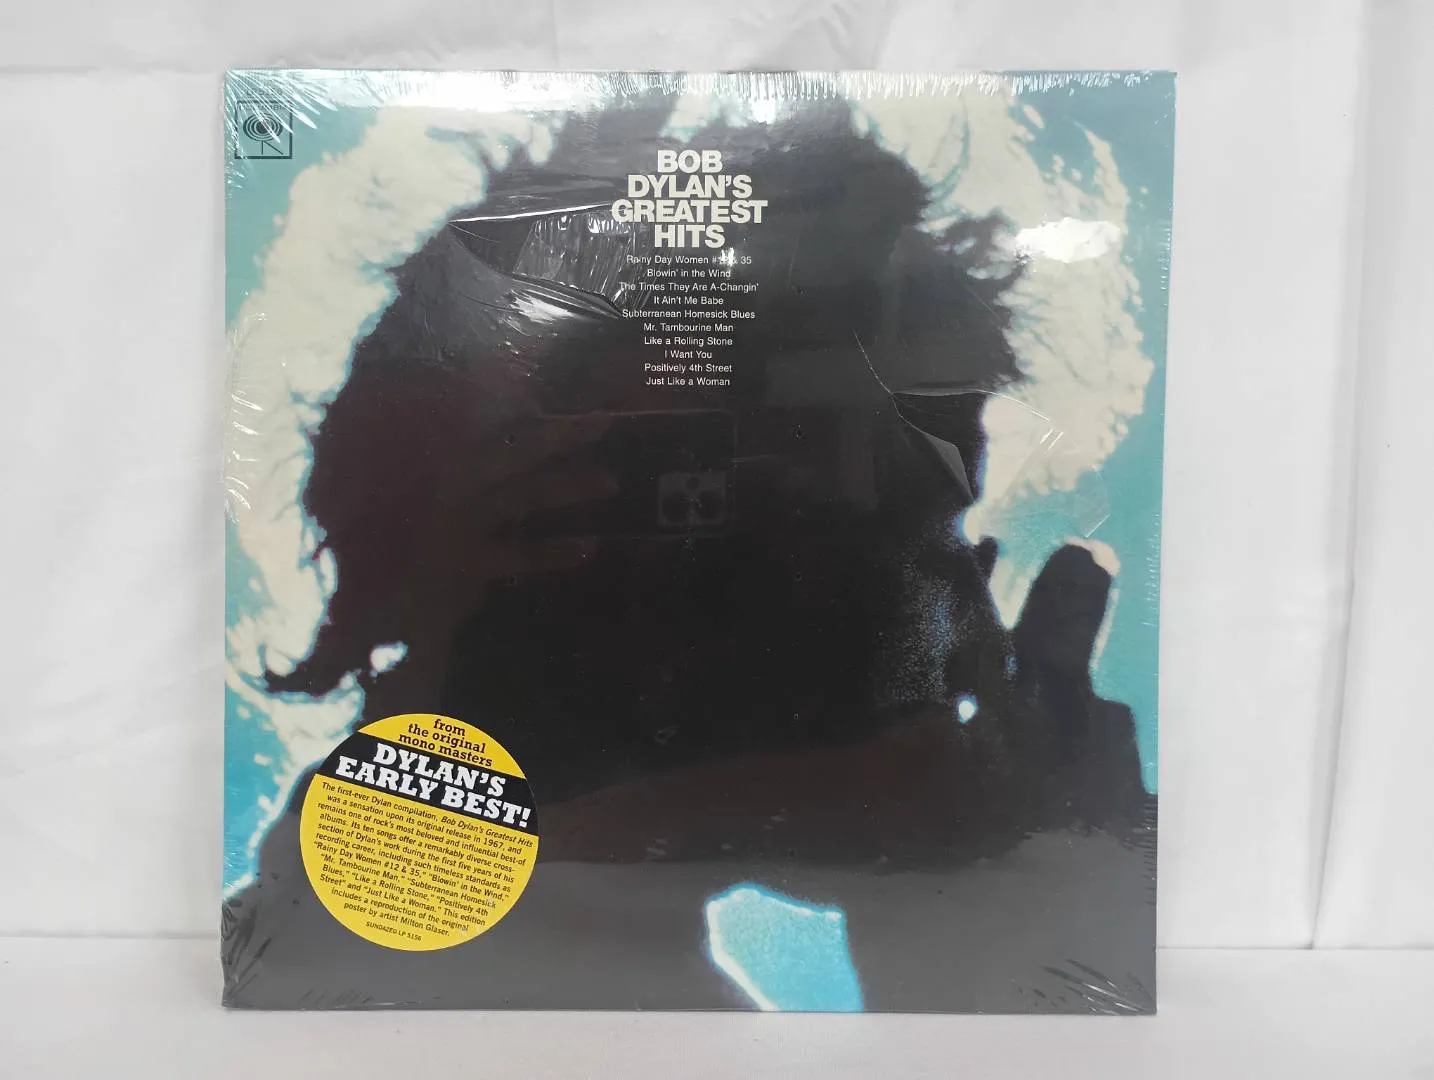 BOB
DYLAN'S
GREATEST
HITS
Rainy Day Women #12 & 35
Blowin' in the Wind
The Times They Are A-Changin'
It Ain't Me Babe
Subterranean Homesick Blues
Mr. Tambourine Man
Like a Rolling Stone
I Want You
Positively 4th Street
Just Like a Woman
from
the original
mono masters
DYLAN'S
EARLY BEST!
The first-ever Dylan compilation, Bob Dylan's Greatest Hits
was a sensation upon its original release in 1967, and
remains one of rock's most beloved and influential best-of
albums. Its ten songs offer a remarkably diverse cross-
section of Dylan's work during the first five years of his
recording career, including such timeless standards as
"Rainy Day Women #12 & 35," "Blowin' in the Wind,"
"Mr. Tambourine Man," "Subterranean Homesick
Blues," "Like a Rolling Stone," "Positively 4th
Street" and "Just Like a Woman." This edition
includes a reproduction of the original
poster by artist Milton Glaser.
SUNDAZED LP 5156